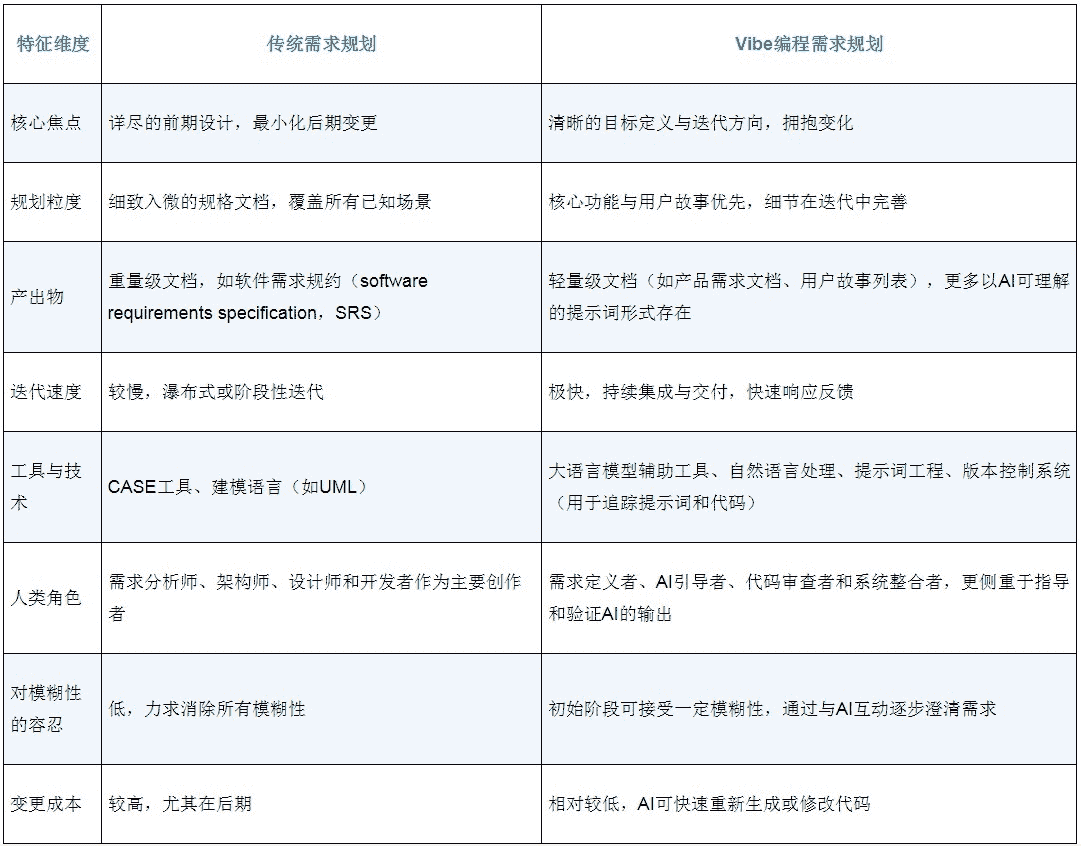 特征维度
传统需求规划
Vibe编程需求规划
核心焦点
详尽的前期设计，最小化后期变更
清晰的目标定义与迭代方向，拥抱变化
规划粒度
细致入微的规格文档，覆盖所有已知场景
核心功能与用户故事优先，细节在迭代中完善
产出物
重量级文档，如软件需求规约（software
requirements specification，SRS）
轻量级文档（如产品需求文档、用户故事列表），更多以AI可理解
的提示词形式存在
迭代速度
较慢，瀑布式或阶段性迭代
极快，持续集成与交付，快速响应反馈
工具与技
术
CASE工具、建模语言（如UML）
大语言模型辅助工具、自然语言处理、提示词工程、版本控制系统
（用于追踪提示词和代码）
人类角色
需求分析师、架构师、设计师和开发者作为主要创作
者
需求定义者、AI引导者、代码审查者和系统整合者，更侧重于指导
和验证AI的输出
对模糊性
的容忍
低，力求消除所有模糊性
初始阶段可接受一定模糊性，通过与AI互动逐步澄清需求
变更成本
较高，尤其在后期
相对较低，AI可快速重新生成或修改代码